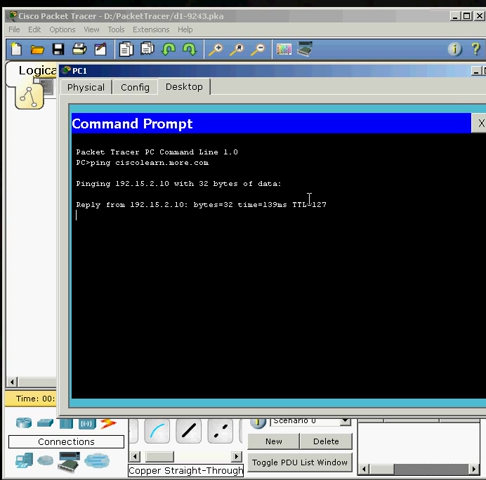 Cisco Packet Tracer - D:/PacketTracer/d1-9243.pka
File Edit Options View Tools Extensions Help
Logica
PC1
Physical Config Desktop
Command Prompt X
Packet Tracer PC Command Line 1.0
PC>ping ciscolearn.more.com
Pinging 192.15.2.10 with 32 bytes of data:
Reply from 192.15.2.10: bytes=32 time=139ms TTL=127
Time: 00:
Scenario 0
Connections
New Delete
Toggle PDU List Window
Copper Straight-Through